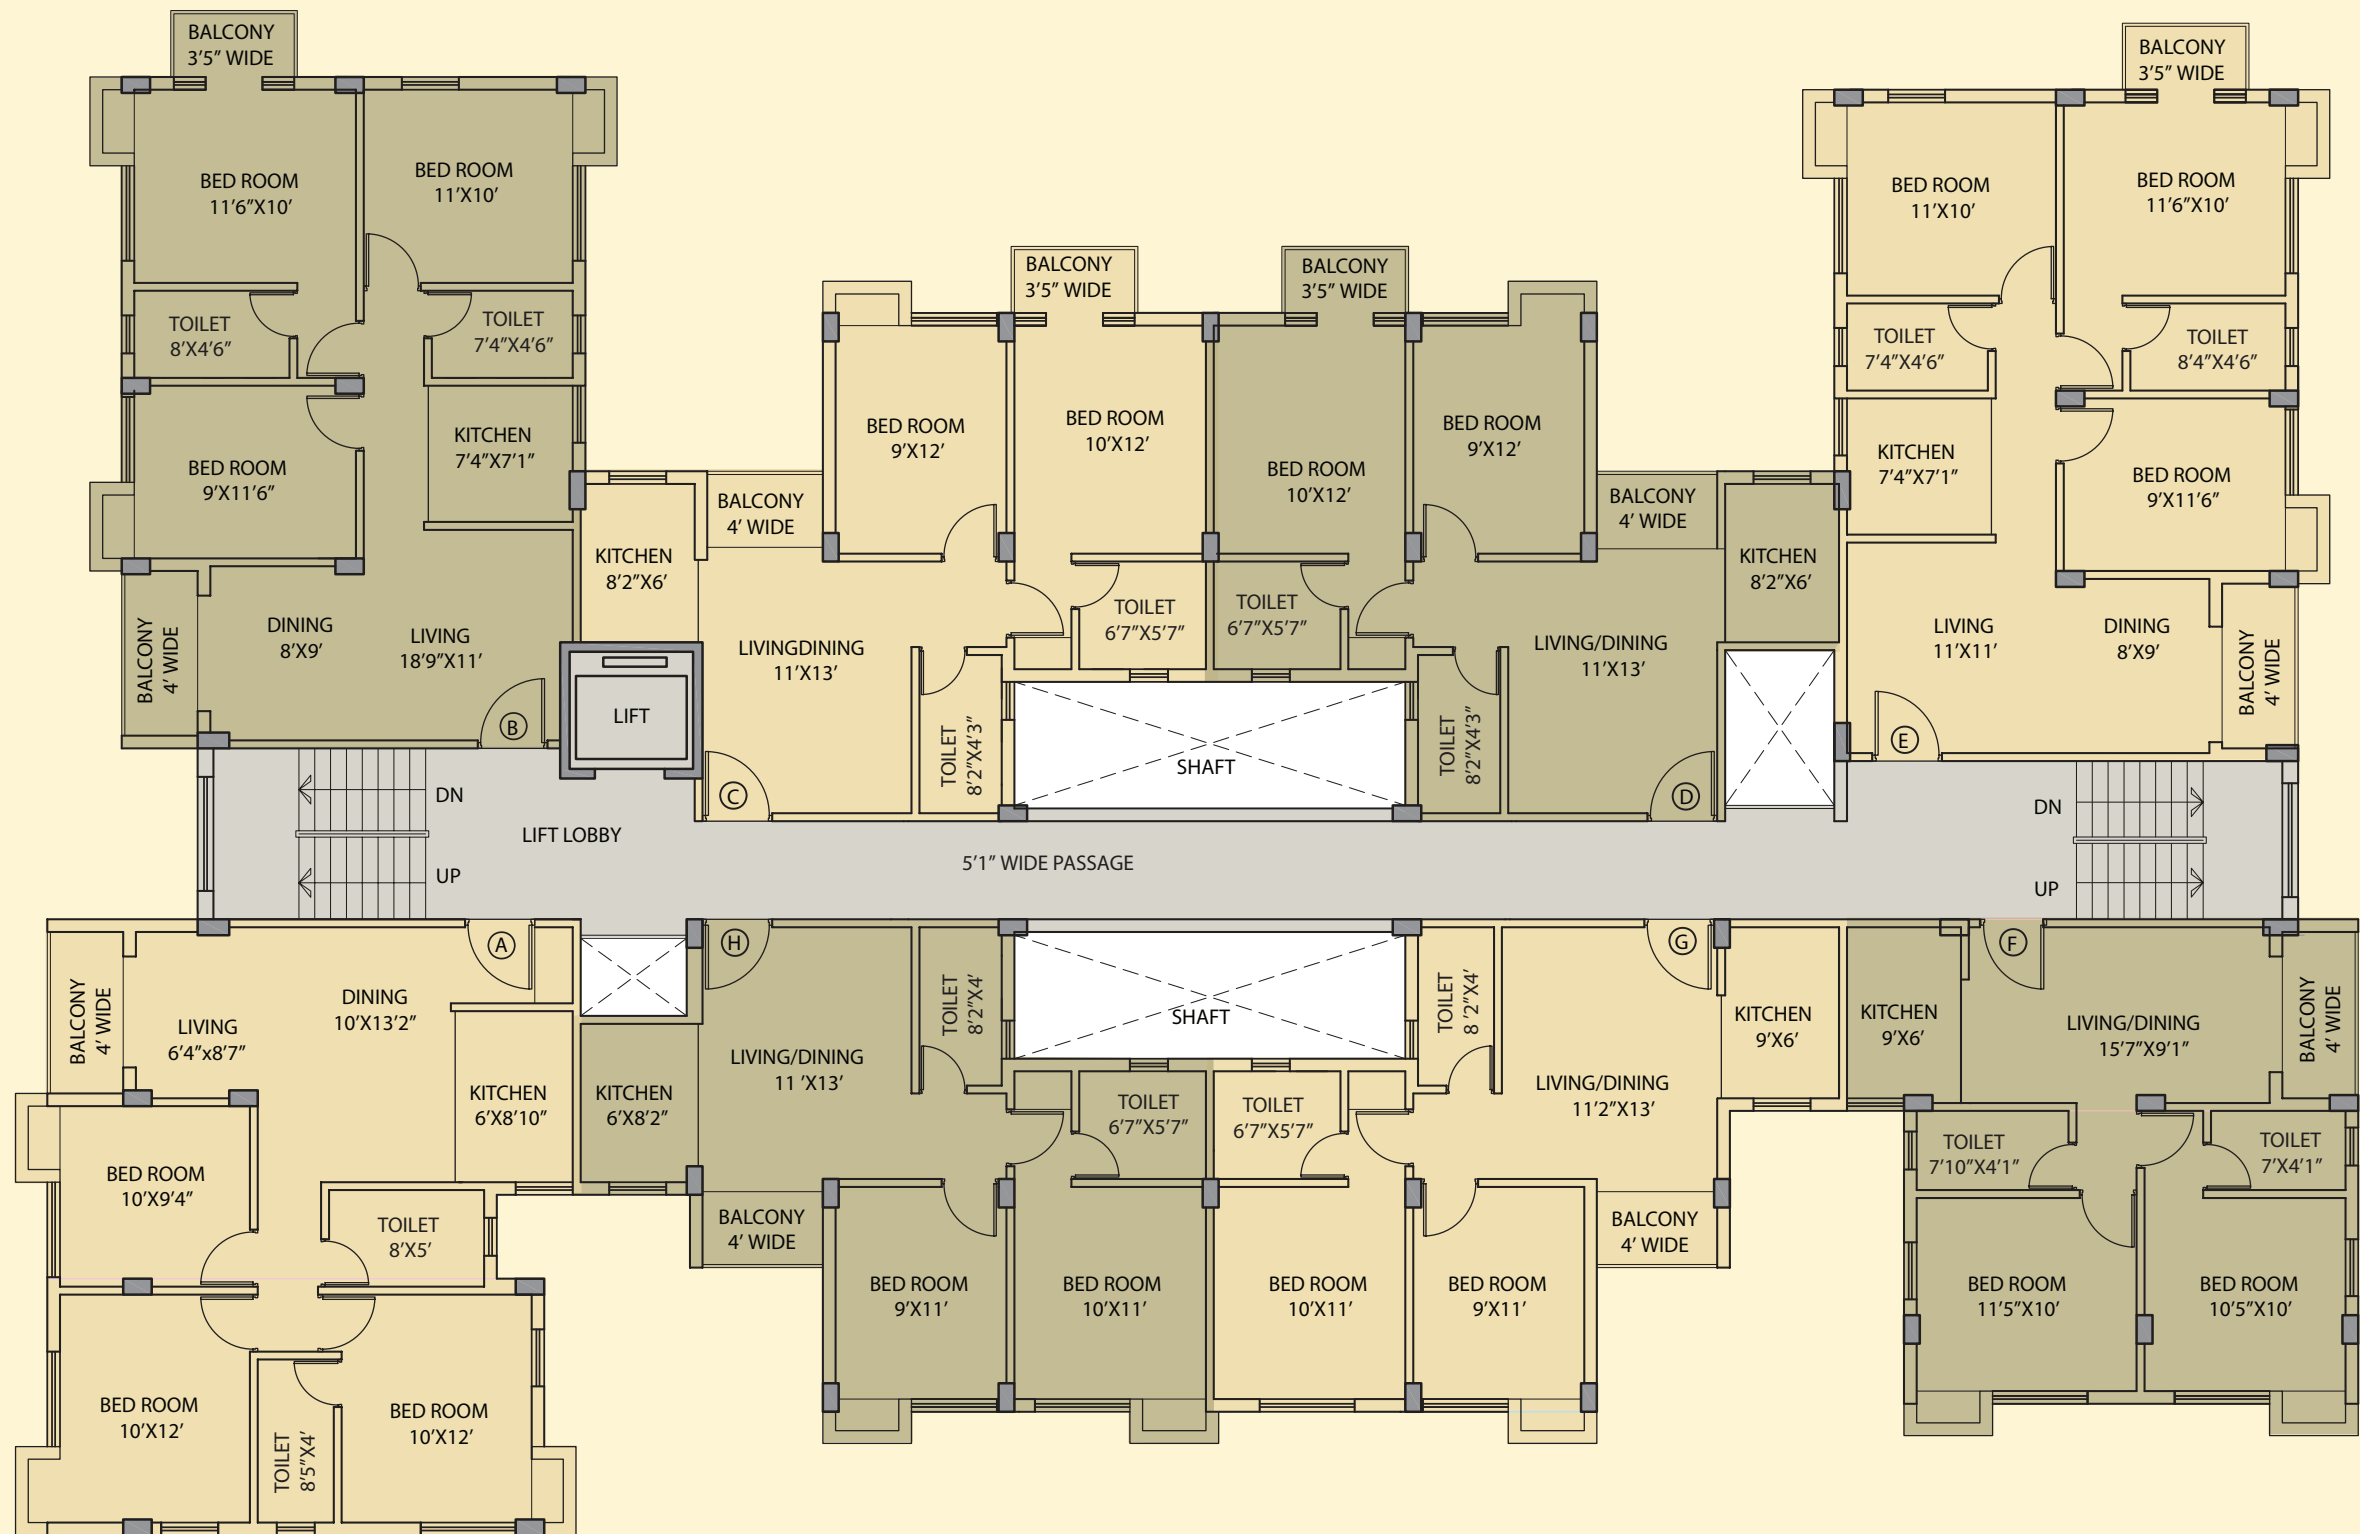 BALCONY
3'5" WIDE
BED ROOM
11'6"X10'
BED ROOM
11'X10'
TOILET
8'X4'6"
TOILET
7'4"X4'6"
BED ROOM
9'X11'6"
KITCHEN
7'4"X7'1"
DINING
8'X9'
LIVING
18'9"X11'
BALCONY
4' WIDE
B
LIFT
KITCHEN
8'2"X6'
BALCONY
4' WIDE
BED ROOM
9'X12'
BALCONY
3'5" WIDE
BED ROOM
10'X12'
TOILET
6'7"X5'7"
LIVINGDINING
11'X13'
TOILET
8'2"X4'3"
C
BALCONY
3'5" WIDE
BED ROOM
10'X12'
BED ROOM
9'X12'
TOILET
6'7"X5'7"
BALCONY
4' WIDE
KITCHEN
8'2"X6'
LIVING/DINING
11'X13'
TOILET
8'2"X4'3"
D
SHAFT
BALCONY
3'5" WIDE
BED ROOM
11'X10'
BED ROOM
11'6"X10'
TOILET
7'4"X4'6"
TOILET
8'4"X4'6"
KITCHEN
7'4"X7'1"
BED ROOM
9'X11'6"
LIVING
11'X11'
DINING
8'X9'
BALCONY
4' WIDE
E
DN
UP
LIFT LOBBY
5'1" WIDE PASSAGE
DN
UP
A
BALCONY
4' WIDE
LIVING
6'4"x8'7"
DINING
10'X13'2"
KITCHEN
6'X8'10"
BED ROOM
10'X9'4"
TOILET
8'X5'
BED ROOM
10'X12'
TOILET
8'5"X4'
BED ROOM
10'X12'
H
LIVING/DINING
11 'X13'
TOILET
8'2"X4'
KITCHEN
6'X8'2"
BALCONY
4' WIDE
TOILET
6'7"X5'7"
BED ROOM
9'X11'
BED ROOM
10'X11'
SHAFT
G
TOILET
8 '2"X4'
LIVING/DINING
11'2"X13'
KITCHEN
9'X6'
TOILET
6'7"X5'7"
BALCONY
4' WIDE
BED ROOM
10'X11'
BED ROOM
9'X11'
F
KITCHEN
9'X6'
LIVING/DINING
15'7"X9'1"
BALCONY
4' WIDE
TOILET
7'10"X4'1"
TOILET
7'X4'1"
BED ROOM
11'5"X10'
BED ROOM
10'5"X10'